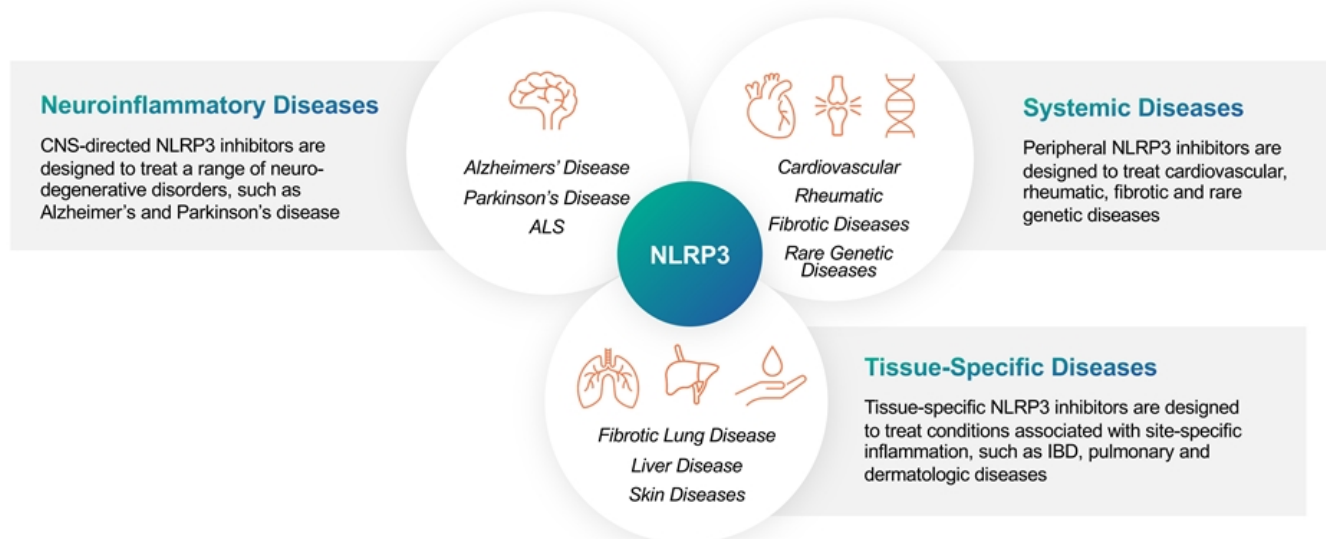 Neuroinflammatory Diseases
CNS-directed NLRP3 inhibitors are
designed to treat a range of neuro-
degenerative disorders, such as
Alzheimer's and Parkinson's disease
Alzheimers' Disease
Parkinson's Disease
ALS
NLRP3
Cardiovascular
Rheumatic
Fibrotic Diseases
Rare Genetic
Diseases
Systemic Diseases
Peripheral NLRP3 inhibitors are
designed to treat cardiovascular,
rheumatic, fibrotic and rare
genetic diseases
Fibrotic Lung Disease
Liver Disease
Skin Diseases
Tissue-Specific Diseases
Tissue-specific NLRP3 inhibitors are designed
to treat conditions associated with site-specific
inflammation, such as IBD, pulmonary and
dermatologic diseases